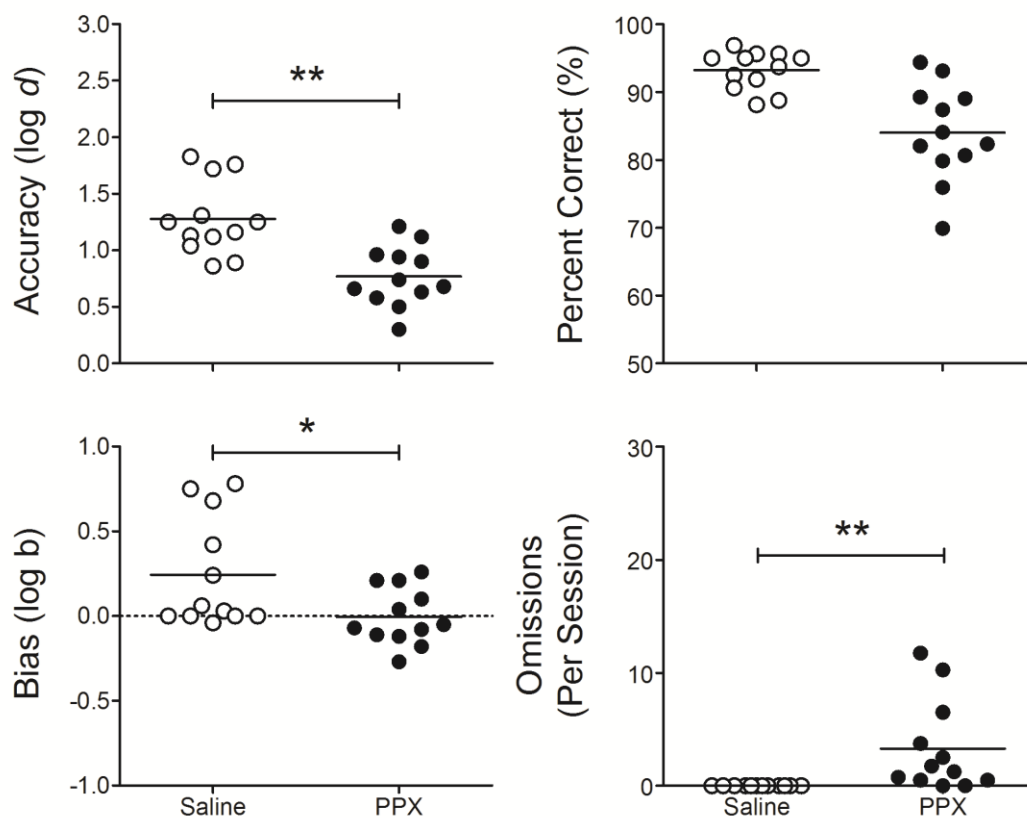 Accuracy (log d)
3.0
2.5
2.0
1.5
1.0
0.5
0.0
**
Percent Correct (%)
100
90
80
70
60
50
Bias (log b)
1.0
0.5
0.0
-0.5
-1.0
*
Saline
PPX
Omissions
(Per Session)
30
20
10
0
**
Saline
PPX